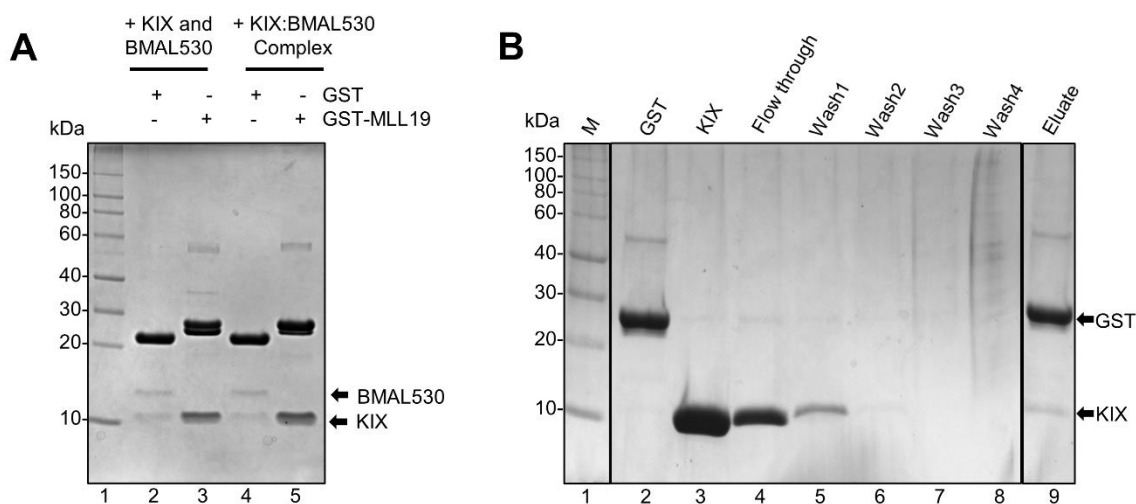 A
+ KIX and BMAL530
+ KIX:BMAL530 Complex
+ - + - GST
- + - + GST-MLL19
kDa
150-
100-
80-
60-
40-
30-
20-
10-
BMAL530
KIX
1 2 3 4 5
B
kDa
M GST KIX Flow through Wash1 Wash2 Wash3 Wash4 Eluate
150-
100-
80-
60-
40-
30-
20-
10-
GST
KIX
1 2 3 4 5 6 7 8 9